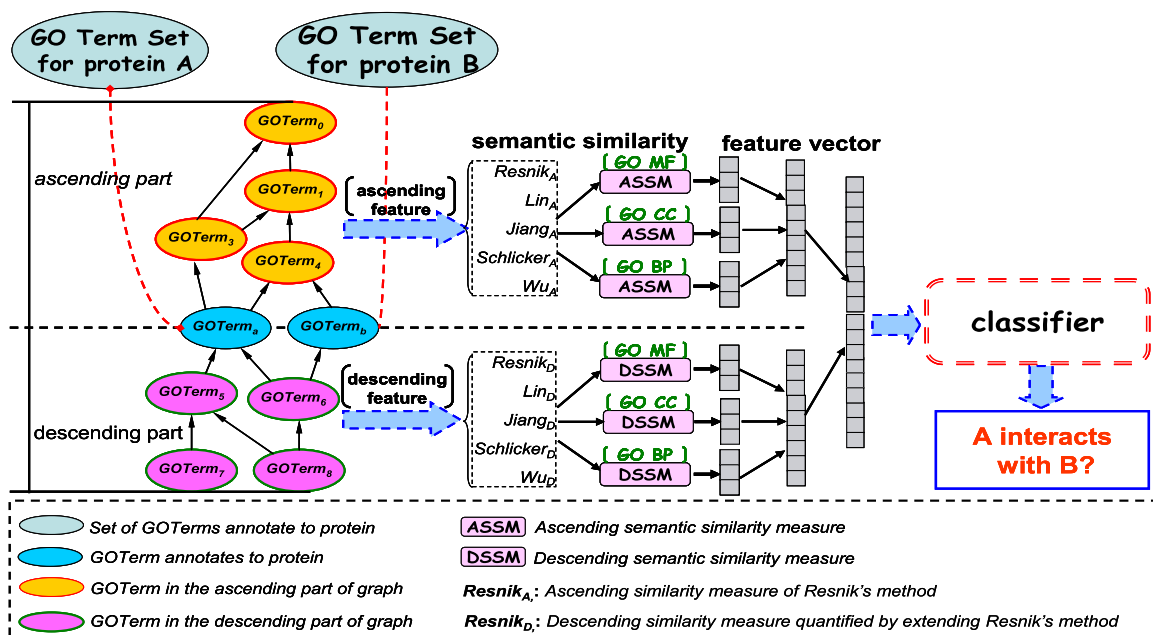 GO Term Set
for protein A
GO Term Set
for protein B
ascending part
descending part
GOTerm0
GOTerm1
GOTerm3
GOTerm4
GOTerma
GOTermb
GOTerm5
GOTerm6
GOTerm7
GOTerm8
ascending
feature
descending
feature
semantic similarity
feature vector
ResnikA
LinA
JiangA
SchlickerA
WuA
GO MF
ASSM
GO CC
ASSM
GO BP
ASSM
ResnikD
LinD
JiangD
SchlickerD
WuD
GO MF
DSSM
GO CC
DSSM
GO BP
DSSM
classifier
A interacts
with B?
Set of GOTerms annotate to protein
GOTerm annotates to protein
GOTerm in the ascending part of graph
GOTerm in the descending part of graph
ASSM Ascending semantic similarity measure
DSSM Descending semantic similarity measure
ResnikA,: Ascending similarity measure of Resnik's method
ResnikD,: Descending similarity measure quantified by extending Resnik's method